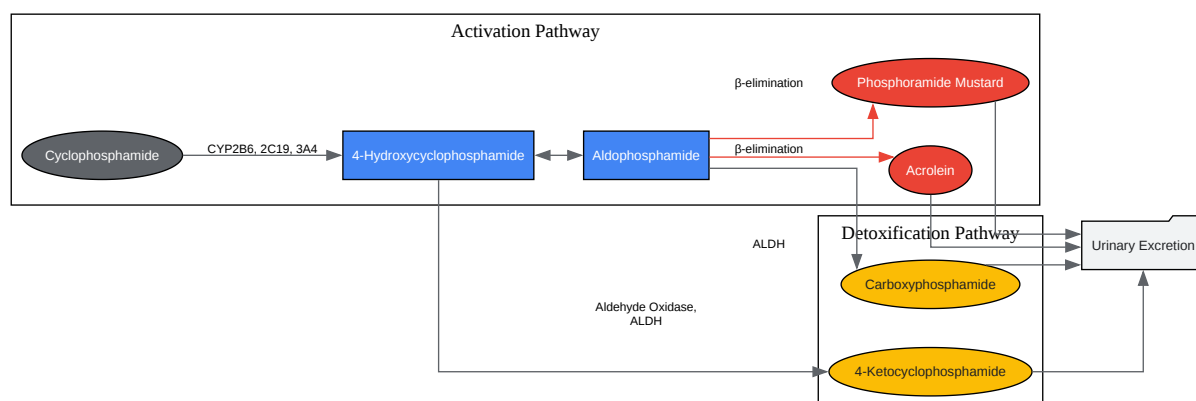 Activation Pathway
β-elimination
Phosphoramide Mustard
Cyclophosphamide
CYP2B6, 2C19, 3A4
4-Hydroxycyclophosphamide
Aldophosphamide
β-elimination
Acrolein
Detoxification Pathway
ALDH
Urinary Excretion
Carboxyphosphamide
Aldehyde Oxidase,
ALDH
4-Ketocyclophosphamide